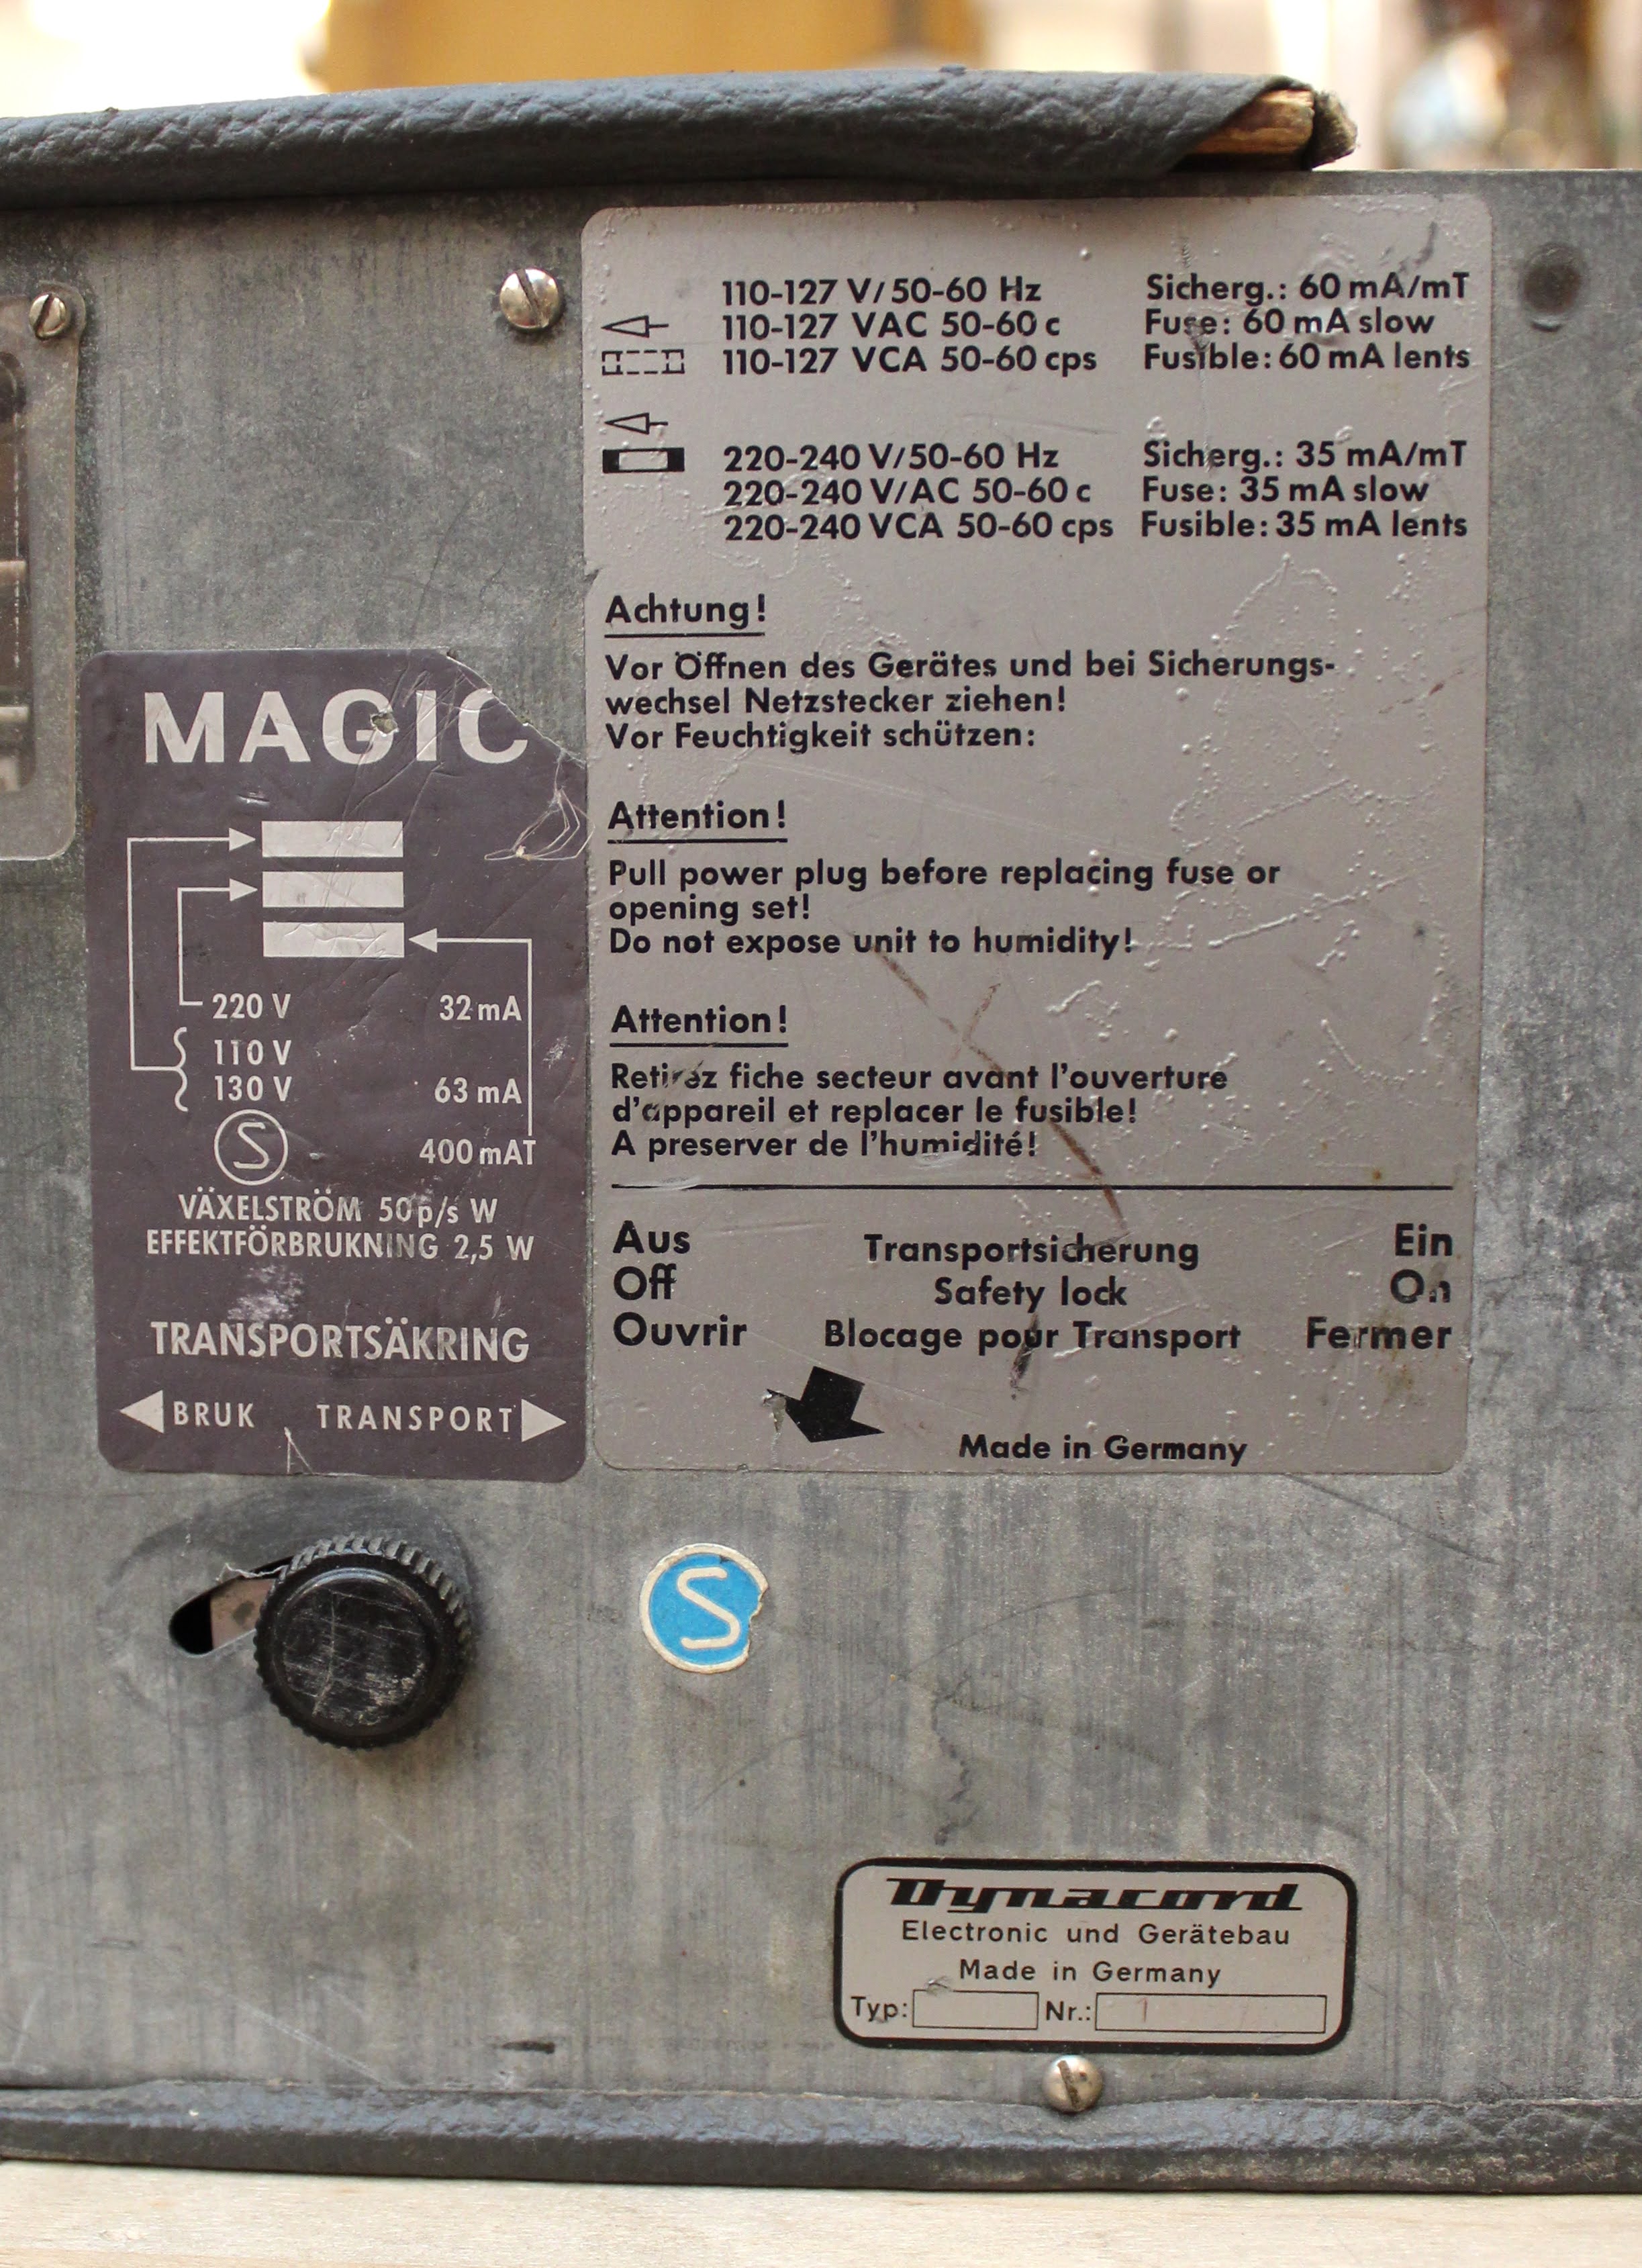 110-127 V/50-60 Hz Sicherg.: 60 mA/mT
110-127 VAC 50-60 c Fuse: 60 mA slow
110-127 VCA 50-60 cps Fusible: 60 mA lents
220-240 V/50-60 Hz Sicherg.: 35 mA/mT
220-240 V/AC 50-60 c Fuse: 35 mA slow
220-240 VCA 50-60 cps Fusible: 35 mA lents
Achtung!
Vor Öffnen des Gerätes und bei Sicherungs-
wechsel Netzstecker ziehen!
Vor Feuchtigkeit schützen:
Attention!
Pull power plug before replacing fuse or
opening set!
Do not expose unit to humidity!
Attention!
Retirez fiche secteur avant l'ouverture
d'appareil et replacer le fusible!
A preserver de l'humidité!
Aus Transportsicherung Ein
Off Safety lock On
Ouvrir Blocage pour Transport Fermer
Made in Germany
MAGIC
220 V 32 mA
110 V
130 V 63 mA
S 400 mAT
VÄXELSTRÖM 50p/s W
EFFEKTFÖRBRUKNING 2,5 W
TRANSPORTSÄKRING
BRUK TRANSPORT
S
Dynacord
Electronic und Gerätebau
Made in Germany
Typ: Nr.: